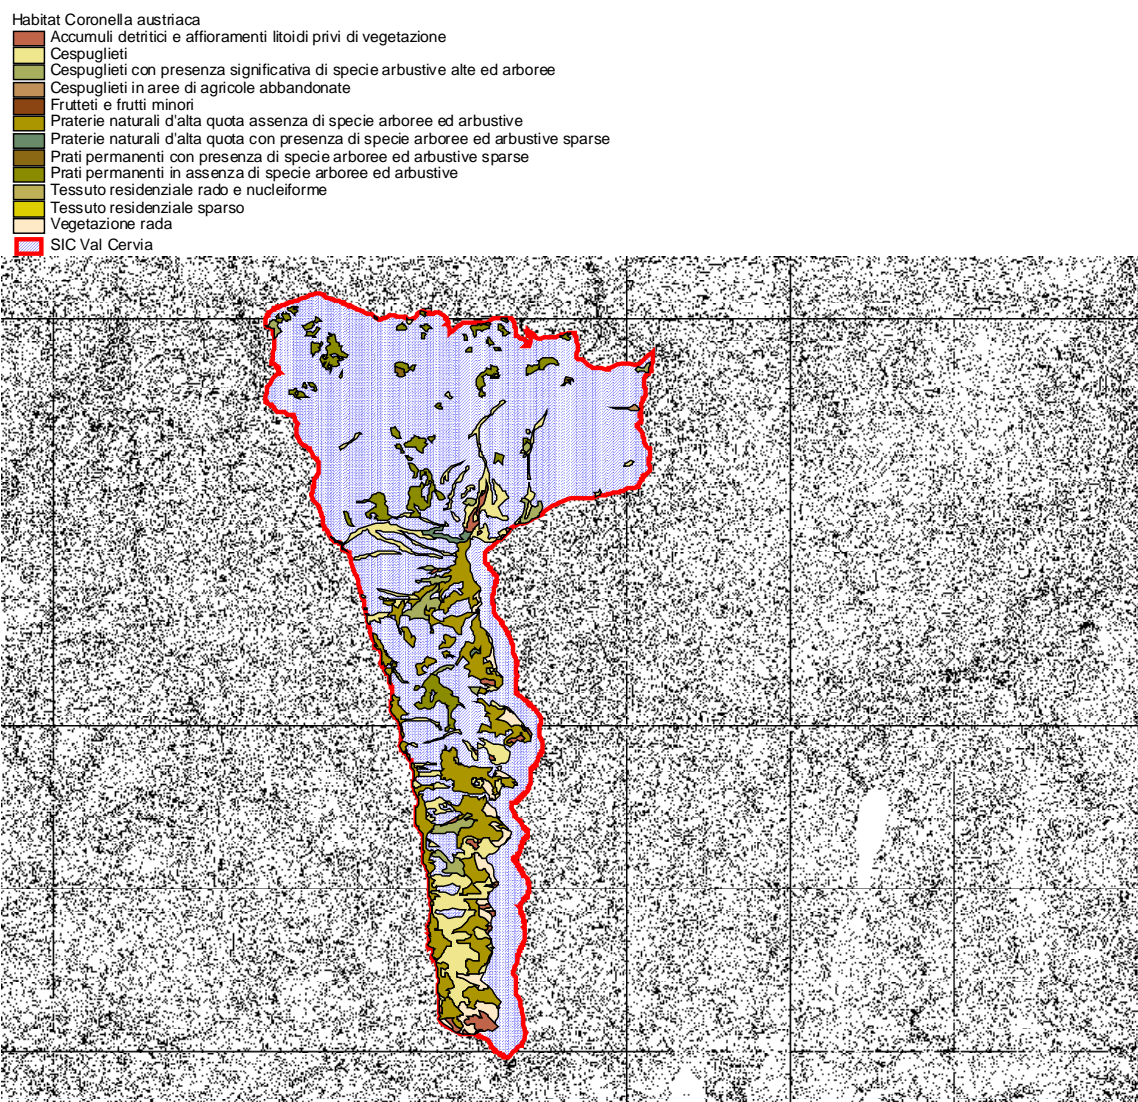 Habitat Coronella austriaca
Accumuli detritici e affioramenti litoidi privi di vegetazione
Cespuglieti
Cespuglieti con presenza significativa di specie arbustive alte ed arboree
Cespuglieti in aree di agricole abbandonate
Frutteti e frutti minori
Praterie naturali d'alta quota assenza di specie arboree ed arbustive
Praterie naturali d'alta quota con presenza di specie arboree ed arbustive sparse
Prati permanenti con presenza di specie arboree ed arbustive sparse
Prati permanenti in assenza di specie arboree ed arbustive
Tessuto residenziale rado e nucleiforme
Tessuto residenziale sparso
Vegetazione rada
SIC Val Cervia